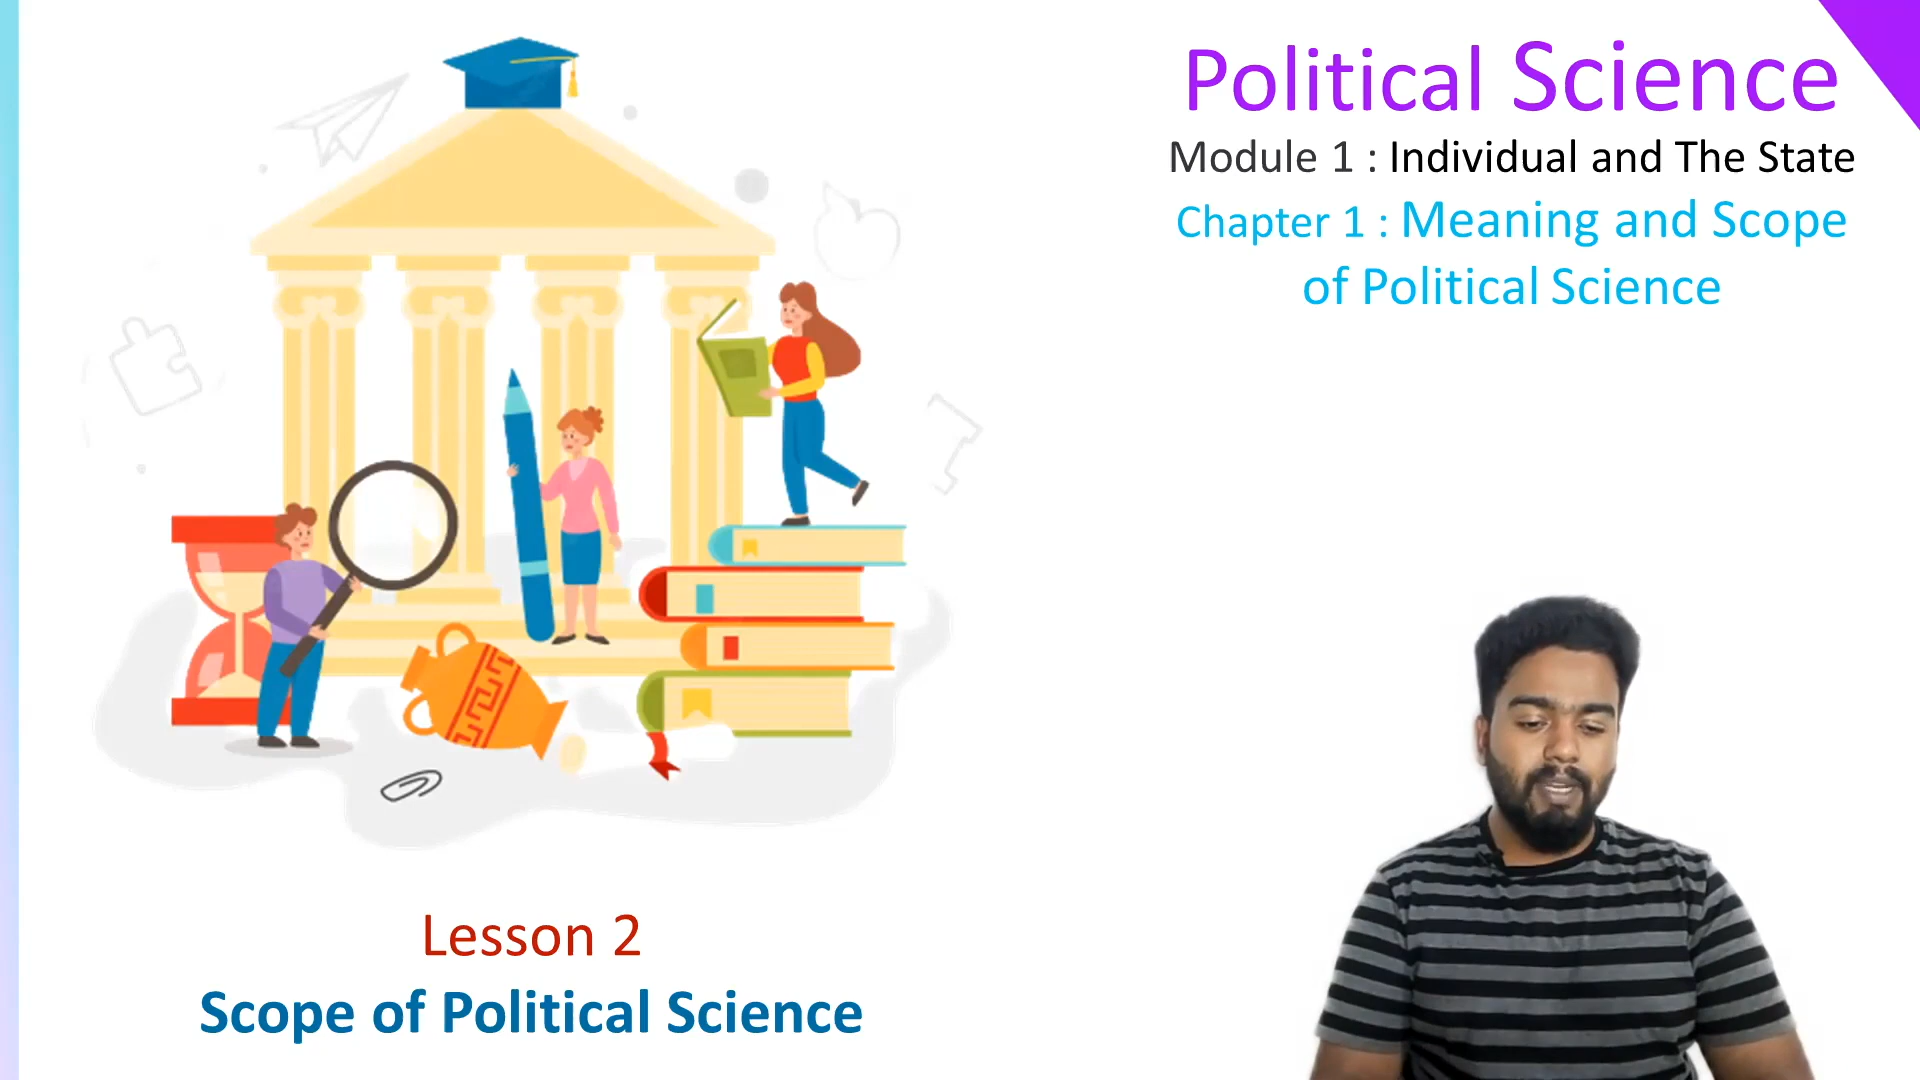 Political Science
Module 1 : Individual and The State
Chapter 1 : Meaning and Scope
of Political Science
Lesson 2
Scope of Political Science